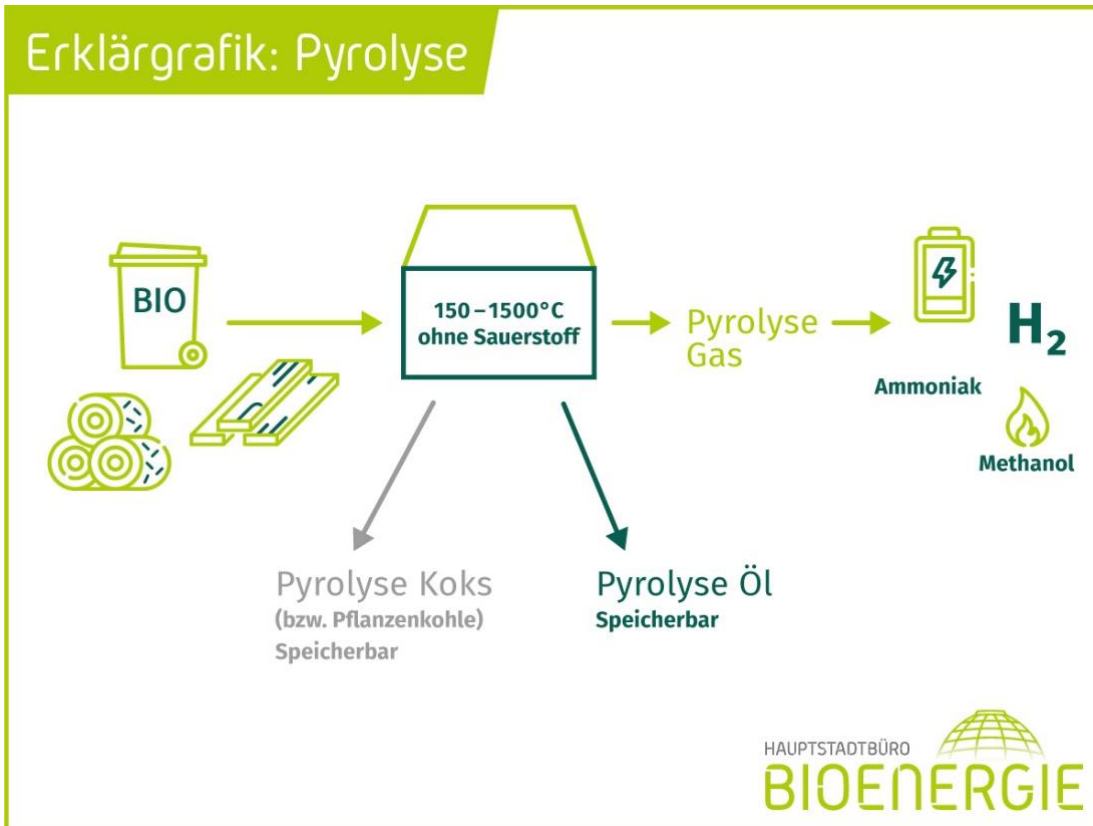 Erklärgrafik: Pyrolyse
BIO
150–1500°C
ohne Sauerstoff
Pyrolyse
Gas
H₂
Ammoniak
Methanol
Pyrolyse Koks
(bzw. Pflanzenkohle)
Speicherbar
Pyrolyse Öl
Speicherbar
HAUPTSTADTBÜRO
BIOENERGIE